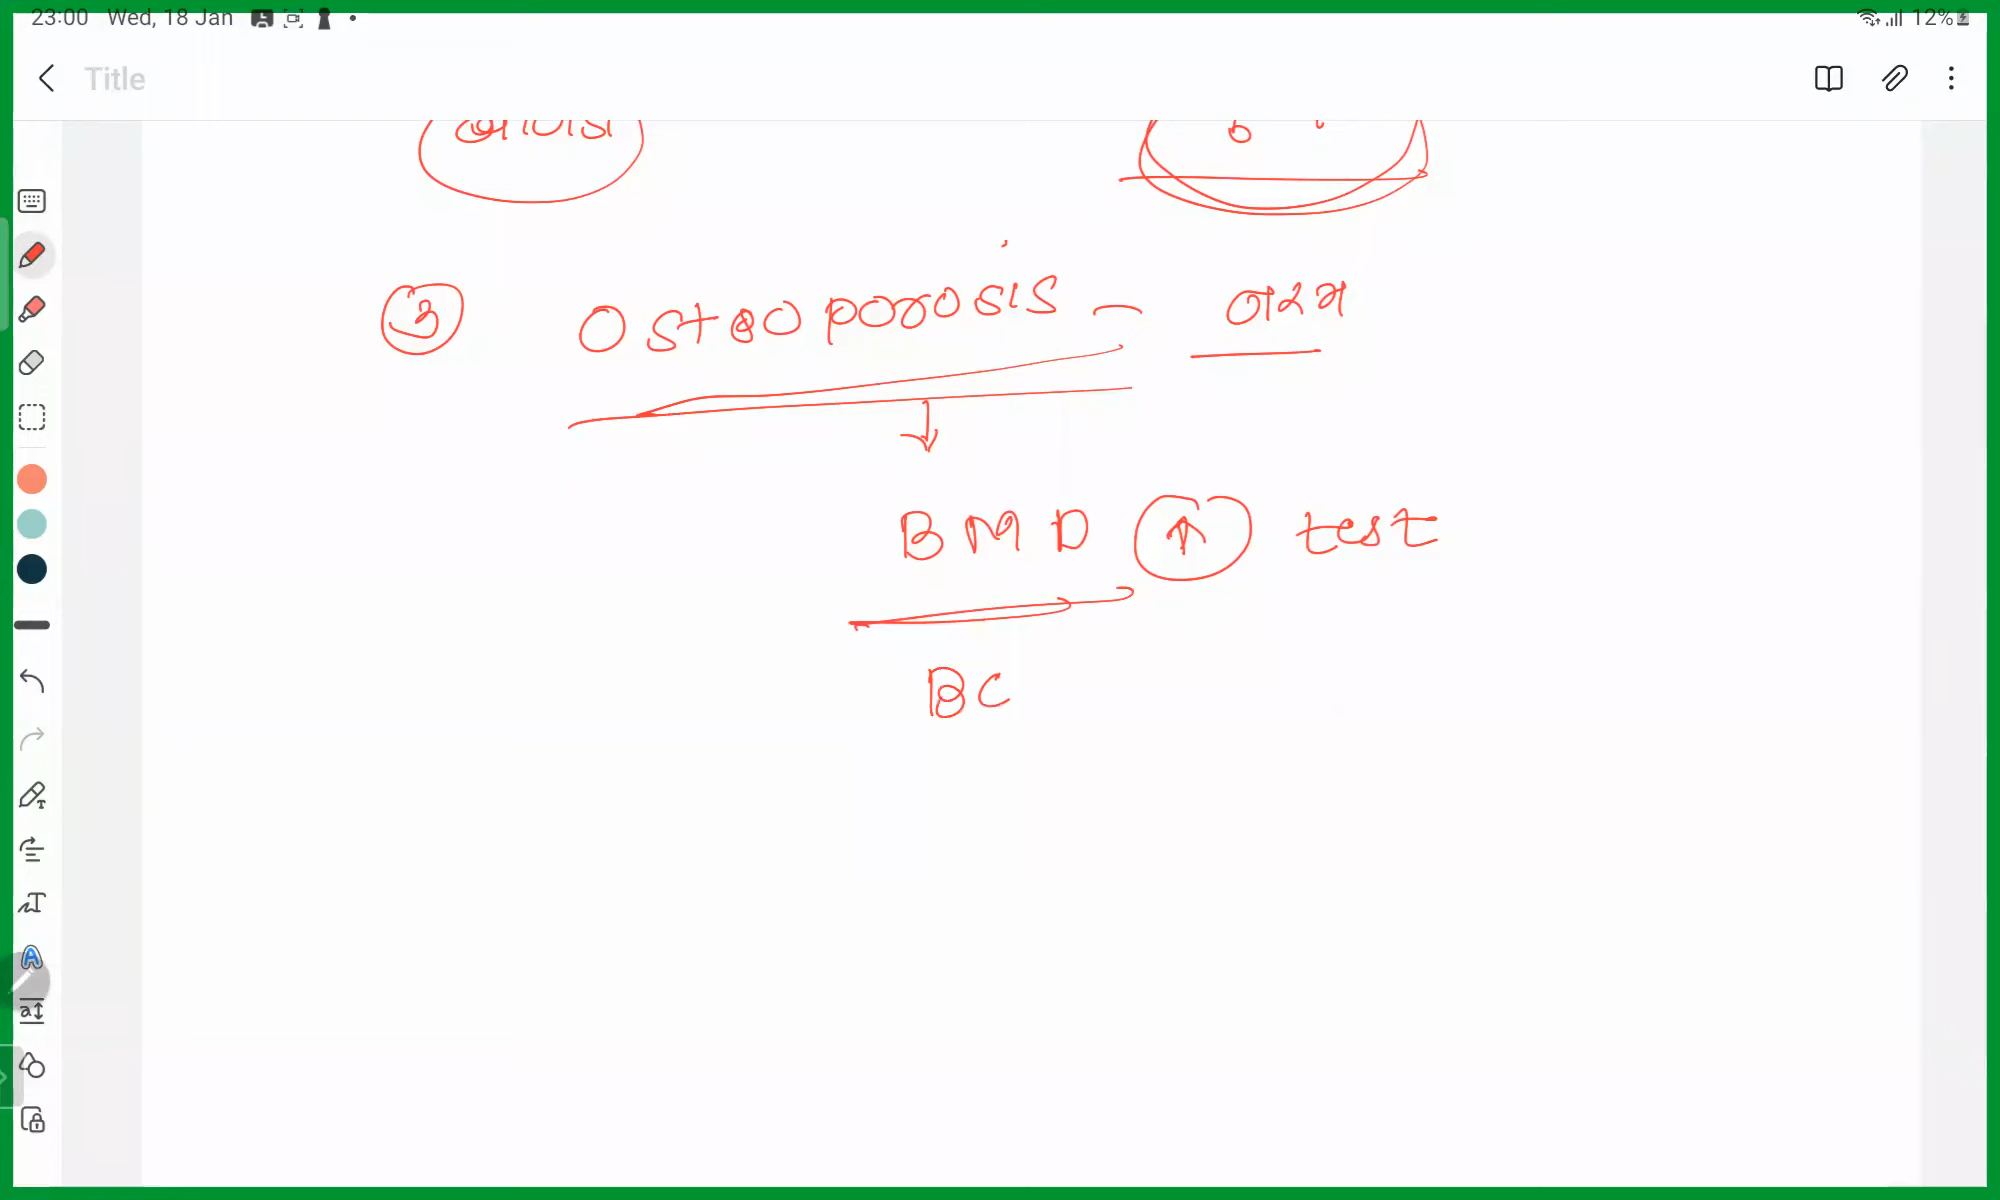 23:00 Wed, 18 Jan
12%
Title
③ Osteoporosis –
BMD ↑ test
BC